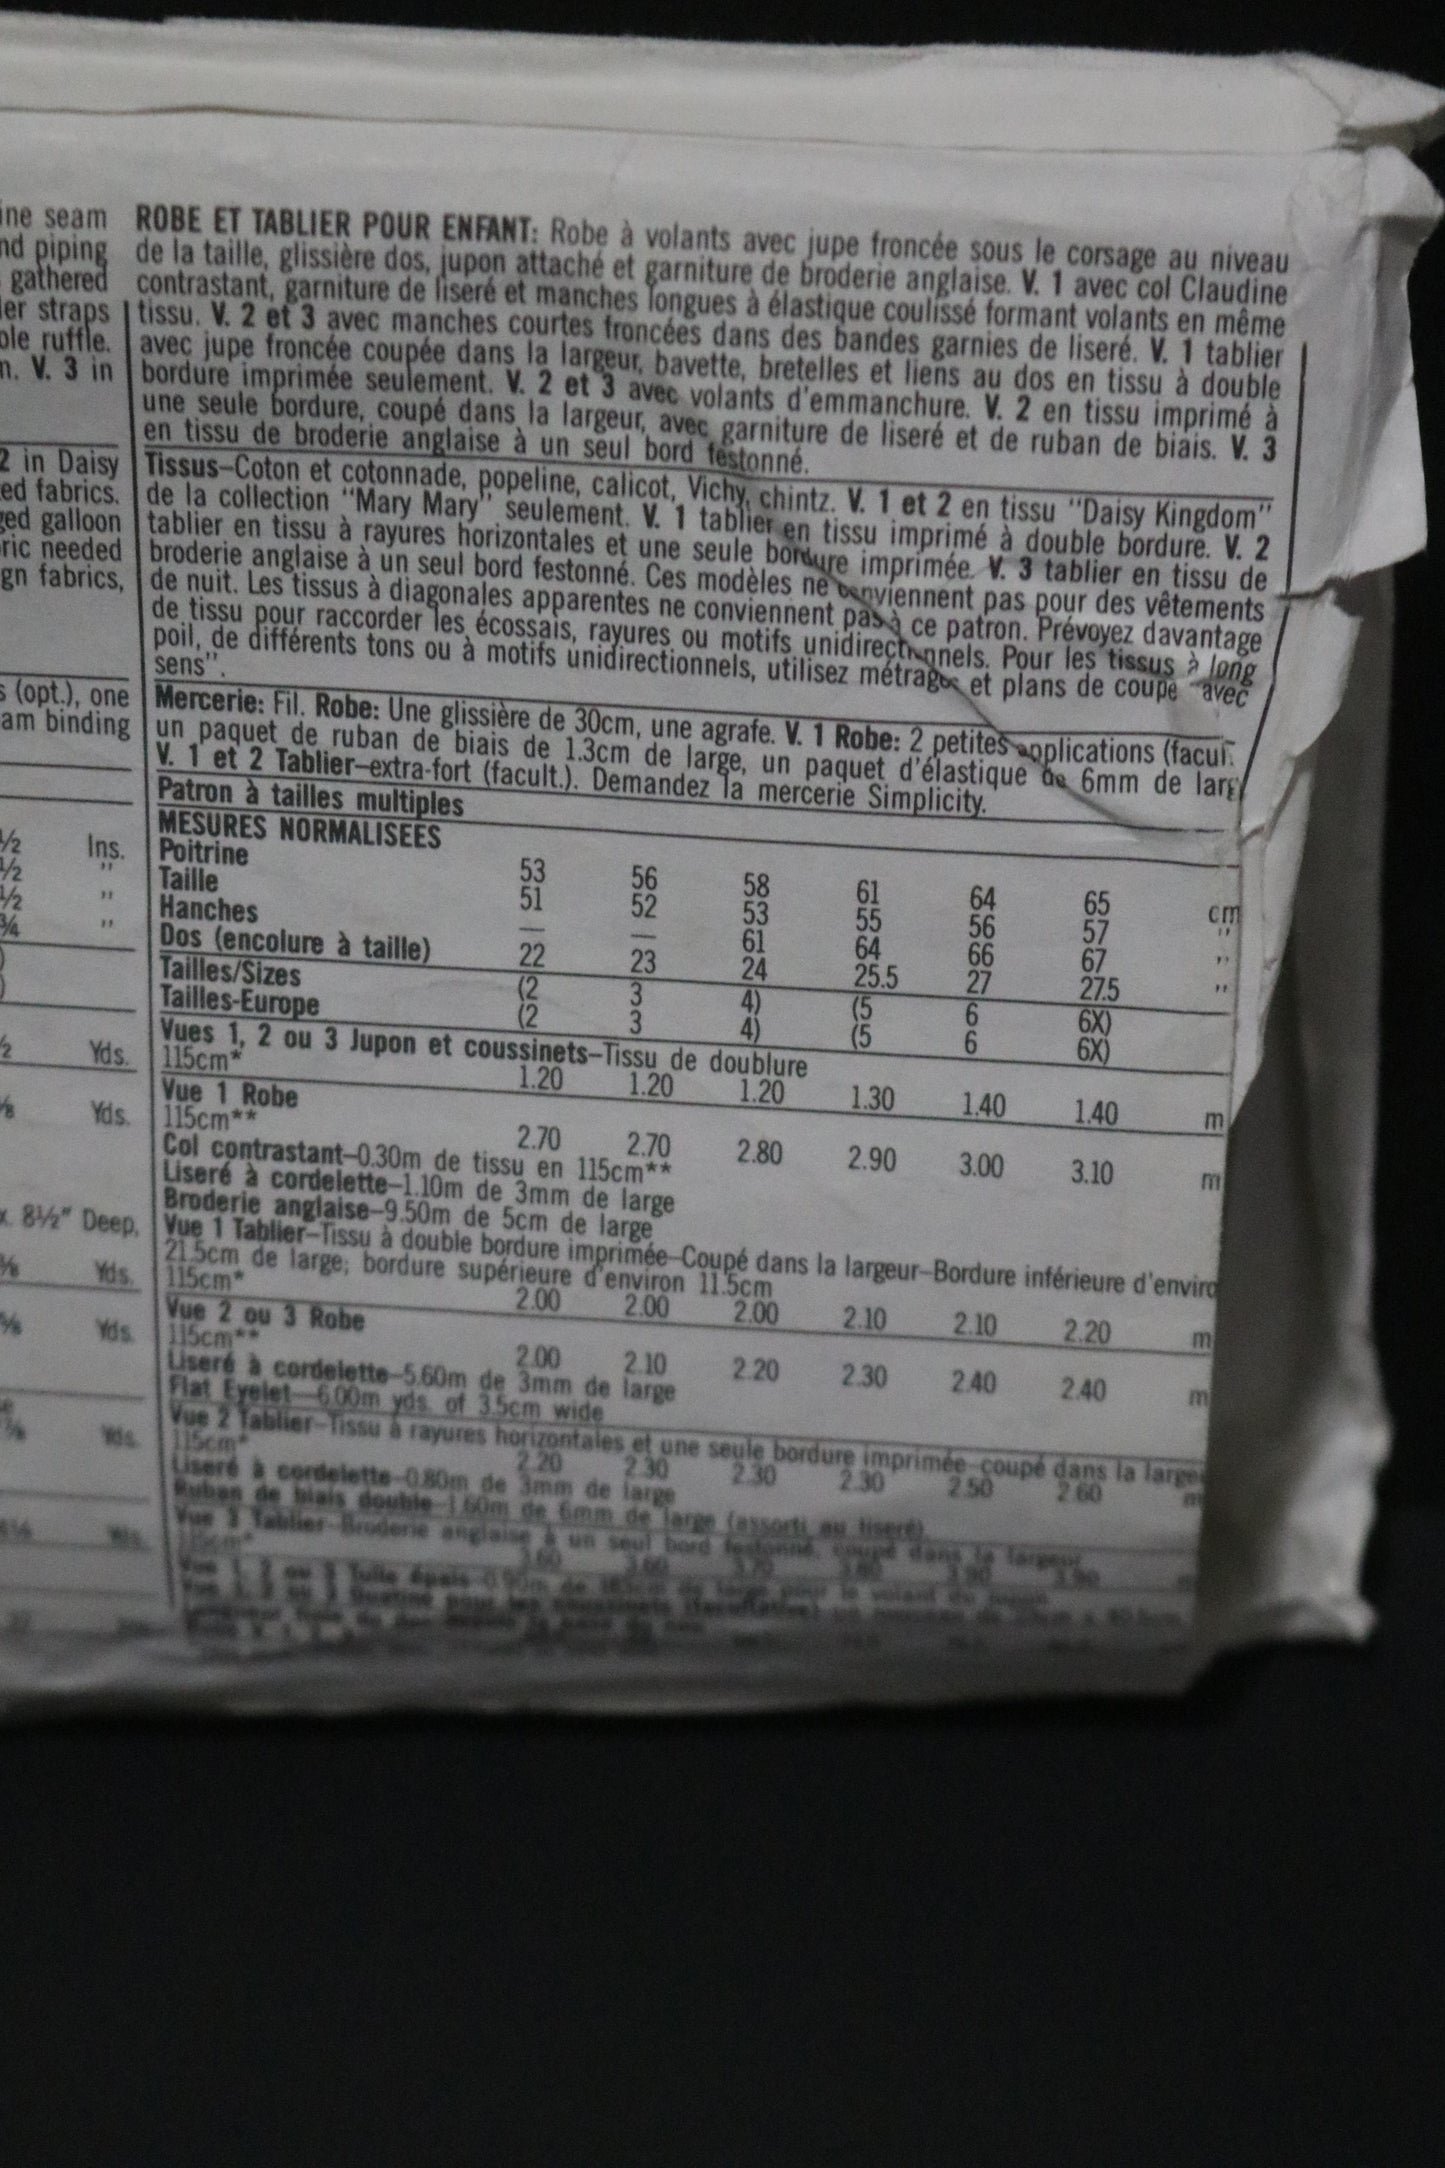 ine seam
nd piping
gathered
er straps
ole ruffle.
n. V. 3 in
2 in Daisy
ed fabrics.
ged galloon
ric needed
gn fabrics,
s (opt.), one
am binding
½ Ins.
½ "
½ "
¾ "
Yds.
Yds.
x 8½" Deep,
Yds.
Yds.
Yds.
ROBE ET TABLIER POUR ENFANT: Robe à volants avec jupe froncée sous le corsage au niveau
de la taille, glissière dos, jupon attaché et garniture de broderie anglaise. V. 1 avec col Claudine
contrastant, garniture de liseré et manches longues à élastique coulissé formant volants en même
tissu. V. 2 et 3 avec manches courtes froncées dans des bandes garnies de liseré. V. 1 tablier
avec jupe froncée coupée dans la largeur, bavette, bretelles et liens au dos en tissu à double
bordure imprimée seulement. V. 2 et 3 avec volants d'emmanchure. V. 2 en tissu imprimé à
une seule bordure, coupé dans la largeur, avec garniture de liseré et de ruban de biais. V. 3
en tissu de broderie anglaise à un seul bord festonné.
Tissus–Coton et cotonnade, popeline, calicot, Vichy, chintz. V. 1 et 2 en tissu "Daisy Kingdom"
de la collection "Mary Mary" seulement. V. 1 tablier en tissu imprimé à double bordure. V. 2
tablier en tissu à rayures horizontales et une seule bordure imprimée. V. 3 tablier en tissu de
broderie anglaise à un seul bord festonné. Ces modèles ne conviennent pas pour des vêtements
de nuit. Les tissus à diagonales apparentes ne conviennent pas à ce patron. Prévoyez davantage
de tissu pour raccorder les écossais, rayures ou motifs unidirectionnels. Pour les tissus à long
poil, de différents tons ou à motifs unidirectionnels, utilisez métrages et plans de coupe "avec
sens".
Mercerie: Fil. Robe: Une glissière de 30cm, une agrafe. V. 1 Robe: 2 petites applications (facul
un paquet de ruban de biais de 1.3cm de large, un paquet d'élastique de 6mm de larg
V. 1 et 2 Tablier–extra-fort (facult.). Demandez la mercerie Simplicity.
Patron à tailles multiples
MESURES NORMALISEES
Poitrine 53 56 58 61 64 65 cm
Taille 51 52 53 55 56 57 "
Hanches — — 61 64 66 67 "
Dos (encolure à taille) 22 23 24 25.5 27 27.5 "
Tailles/Sizes (2 3 4) (5 6 6X)
Tailles-Europe (2 3 4) (5 6 6X)
Vues 1, 2 ou 3 Jupon et coussinets–Tissu de doublure
115cm* 1.20 1.20 1.20 1.30 1.40 1.40 m
Vue 1 Robe
115cm** 2.70 2.70 2.80 2.90 3.00 3.10 m
Col contrastant–0.30m de tissu en 115cm**
Liseré à cordelette–1.10m de 3mm de large
Broderie anglaise–9.50m de 5cm de large
Vue 1 Tablier–Tissu à double bordure imprimée–Coupé dans la largeur–Bordure inférieure d'enviro
21.5cm de large; bordure supérieure d'environ 11.5cm
115cm* 2.00 2.00 2.00 2.10 2.10 2.20 m
Vue 2 ou 3 Robe
115cm** 2.00 2.10 2.20 2.30 2.40 2.40 m
Liseré à cordelette–5.60m de 3mm de large
Flat Eyelet–6.00m yds. of 3.5cm wide
Vue 2 Tablier–Tissu à rayures horizontales et une seule bordure imprimée–coupé dans la large
115cm* 2.20 2.30 2.30 2.30 2.50 2.60 m
Liseré à cordelette–0.80m de 3mm de large
Ruban de biais double–1.60m de 6mm de large (assorti au liseré)
Vue 3 Tablier–Broderie anglaise à un seul bord festonné, coupé dans la largeur